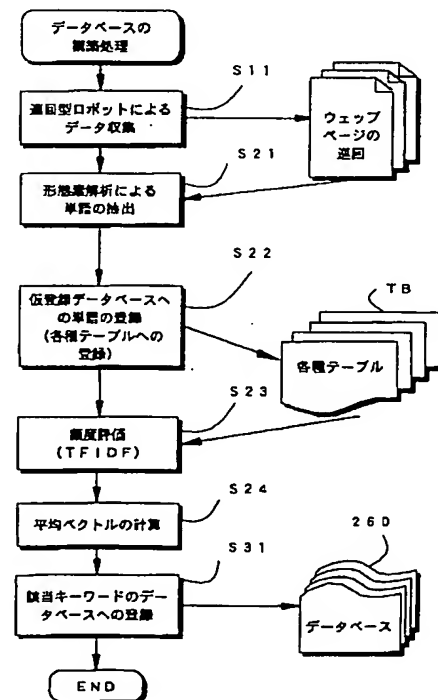 データベースの
構築処理
S11
巡回型ロボットによる
データ収集
ウェッブ
ページの
巡回
S21
形態素解析による
単語の抽出
S22
仮登録データベースへ
の単語の登録
(各種テーブルへの
登録)
TB
各種テーブル
S23
頻度評価
(TFIDF)
S24
平均ベクトルの計算
S31
該当キーワードのデー
タベースへの登録
26D
データベース
END